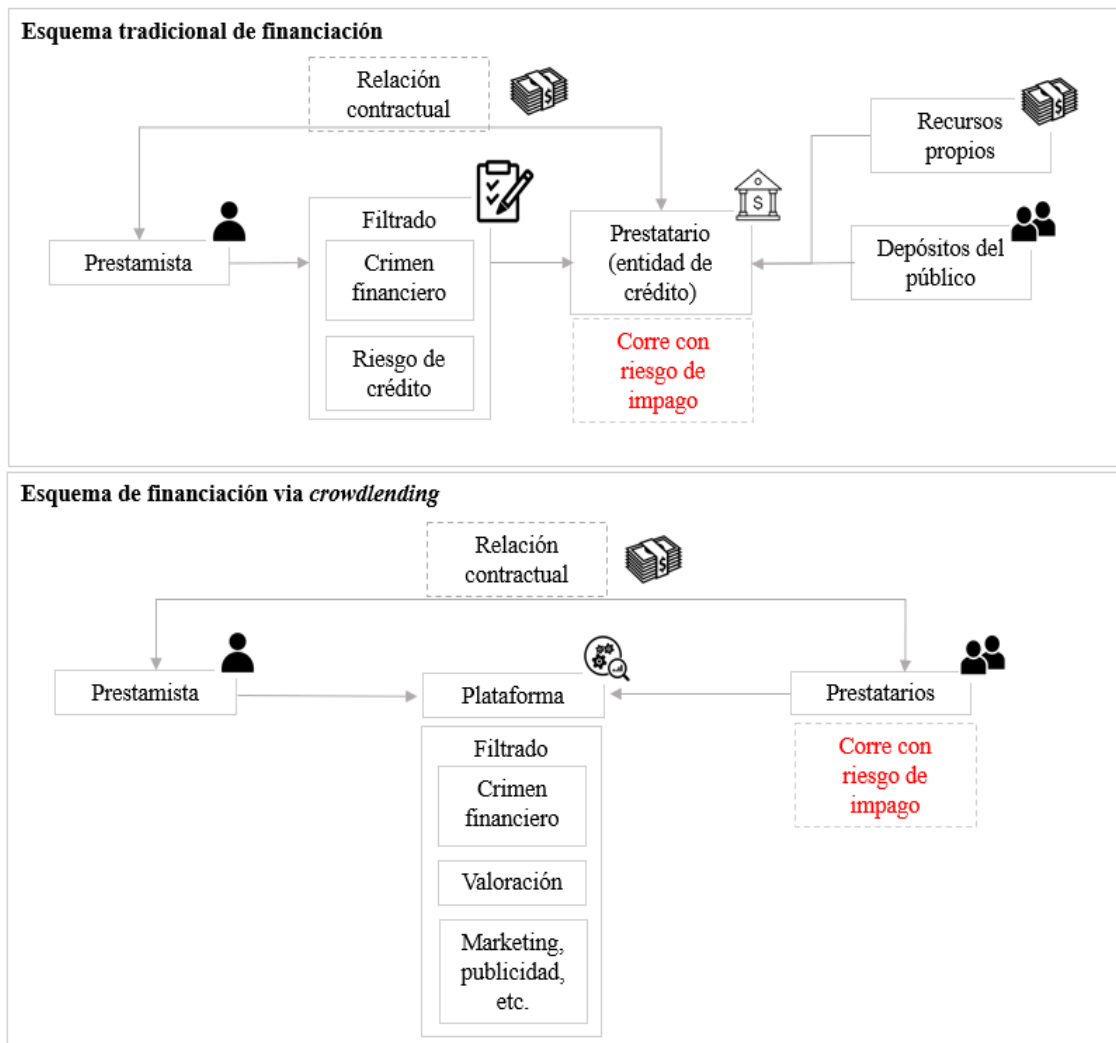 Esquema tradicional de financiación
Relación
contractual
Recursos
propios
Filtrado
Prestamista
Crimen
financiero
Prestatario
(entidad de
crédito)
Depósitos del
público
Riesgo de
crédito
Corre con
riesgo de
impago
Esquema de financiación via crowdlending
Relación
contractual
Prestamista
Plataforma
Prestatarios
Filtrado
Crimen
financiero
Valoración
Marketing,
publicidad,
etc.
Corre con
riesgo de
impago